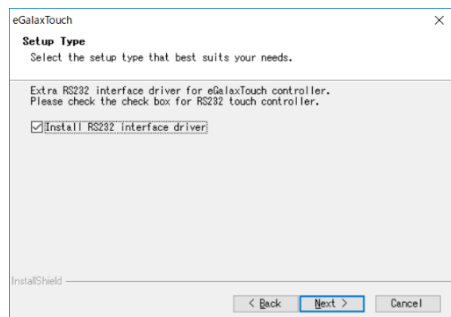 eGalaxTouch
Setup Type
Select the setup type that best suits your needs.
Extra RS232 interface driver for eGalaxTouch controller.
Please check the check box for RS232 touch controller.
Install RS232 interface driver
InstallShield
< Back Next > Cancel